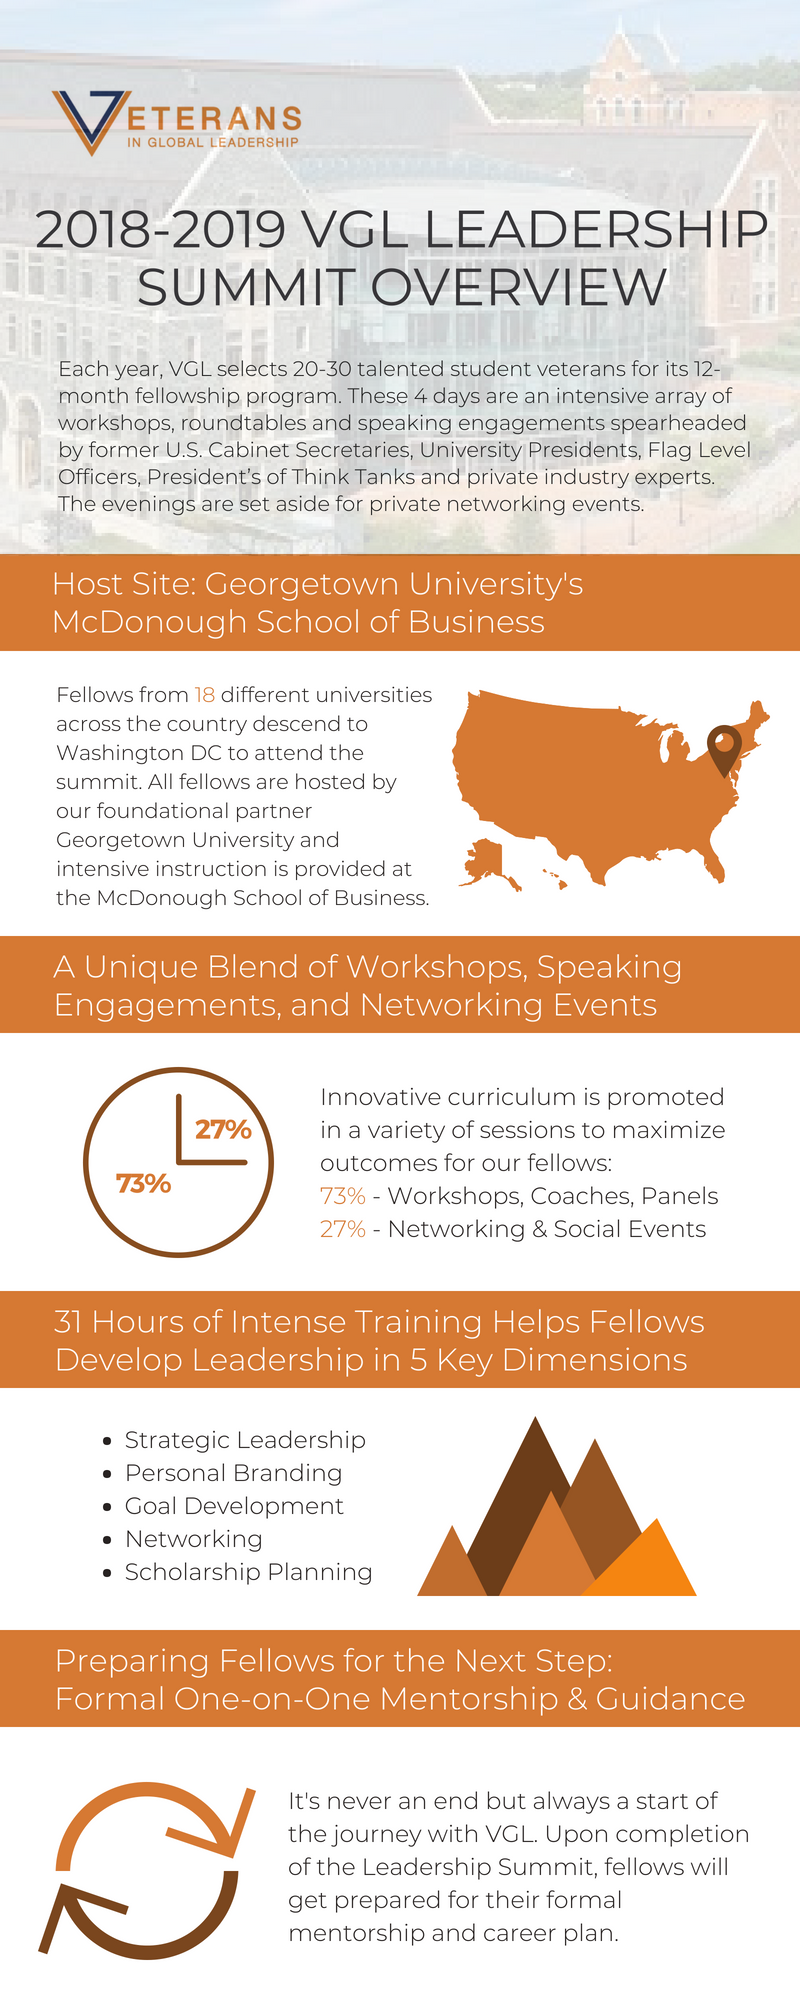 VETERANS
IN GLOBAL LEADERSHIP
2018-2019 VGL LEADERSHIP
SUMMIT OVERVIEW
Each year, VGL selects 20-30 talented student veterans for its 12-
month fellowship program. These 4 days are an intensive array of
workshops, roundtables and speaking engagements spearheaded
by former U.S. Cabinet Secretaries, University Presidents, Flag Level
Officers, President's of Think Tanks and private industry experts.
The evenings are set aside for private networking events.
Host Site: Georgetown University's
McDonough School of Business
Fellows from 18 different universities
across the country descend to
Washington DC to attend the
summit. All fellows are hosted by
our foundational partner
Georgetown University and
intensive instruction is provided at
the McDonough School of Business.
A Unique Blend of Workshops, Speaking
Engagements, and Networking Events
27%
73%
Innovative curriculum is promoted
in a variety of sessions to maximize
outcomes for our fellows:
73% - Workshops, Coaches, Panels
27% - Networking & Social Events
31 Hours of Intense Training Helps Fellows
Develop Leadership in 5 Key Dimensions
• Strategic Leadership
• Personal Branding
• Goal Development
• Networking
• Scholarship Planning
Preparing Fellows for the Next Step:
Formal One-on-One Mentorship & Guidance
It's never an end but always a start of
the journey with VGL. Upon completion
of the Leadership Summit, fellows will
get prepared for their formal
mentorship and career plan.